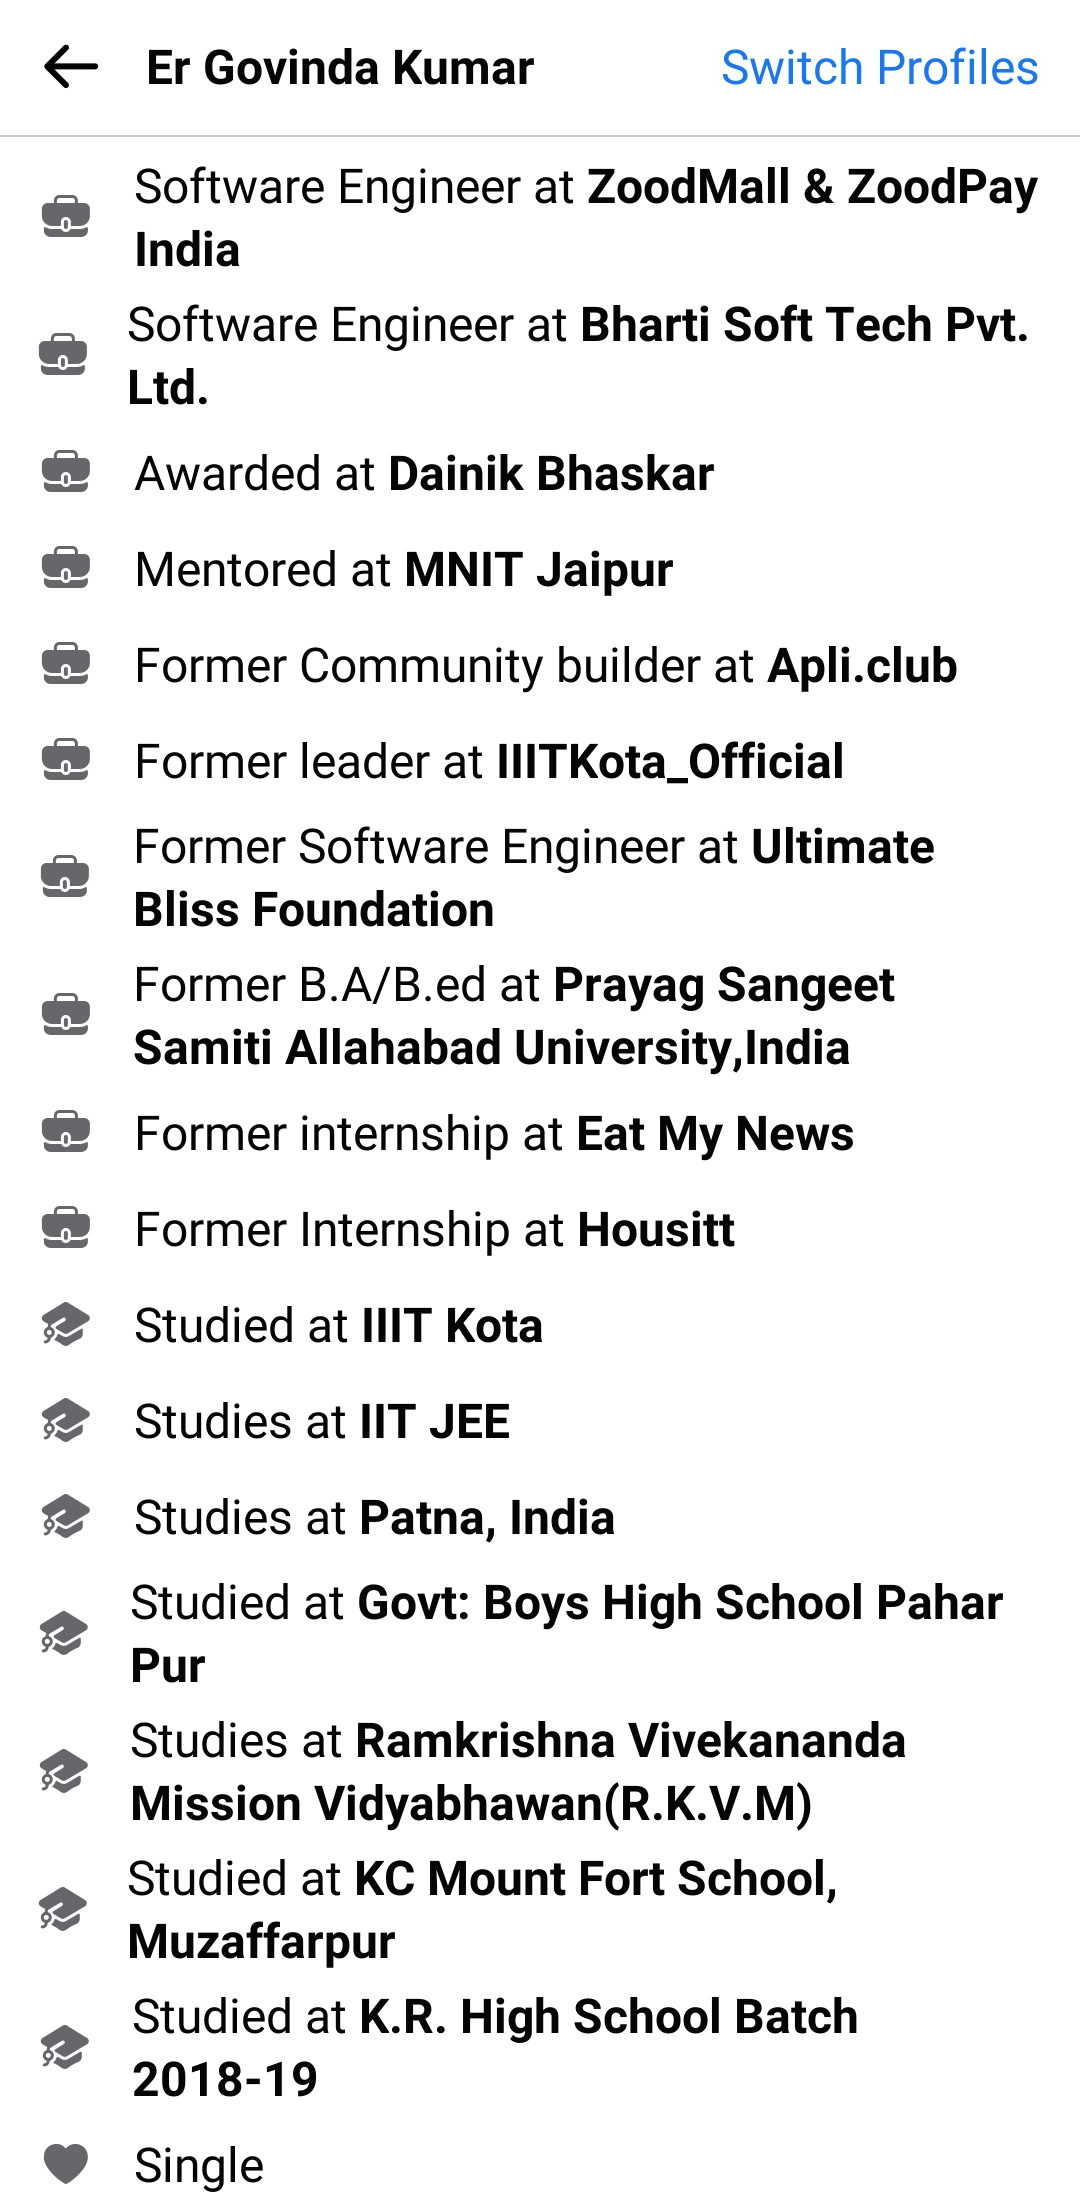 Er Govinda Kumar
Switch Profiles
Software Engineer at ZoodMall & ZoodPay
India
Software Engineer at Bharti Soft Tech Pvt.
Ltd.
Awarded at Dainik Bhaskar
Mentored at MNIT Jaipur
Former Community builder at Apli.club
Former leader at IIITKota_Official
Former Software Engineer at Ultimate
Bliss Foundation
Former B.A/B.ed at Prayag Sangeet
Samiti Allahabad University,India
Former internship at Eat My News
Former Internship at Housitt
Studied at IIIT Kota
Studies at IIT JEE
Studies at Patna, India
Studied at Govt: Boys High School Pahar
Pur
Studies at Ramkrishna Vivekananda
Mission Vidyabhawan(R.K.V.M)
Studied at KC Mount Fort School,
Muzaffarpur
Studied at K.R. High School Batch
2018-19
Single